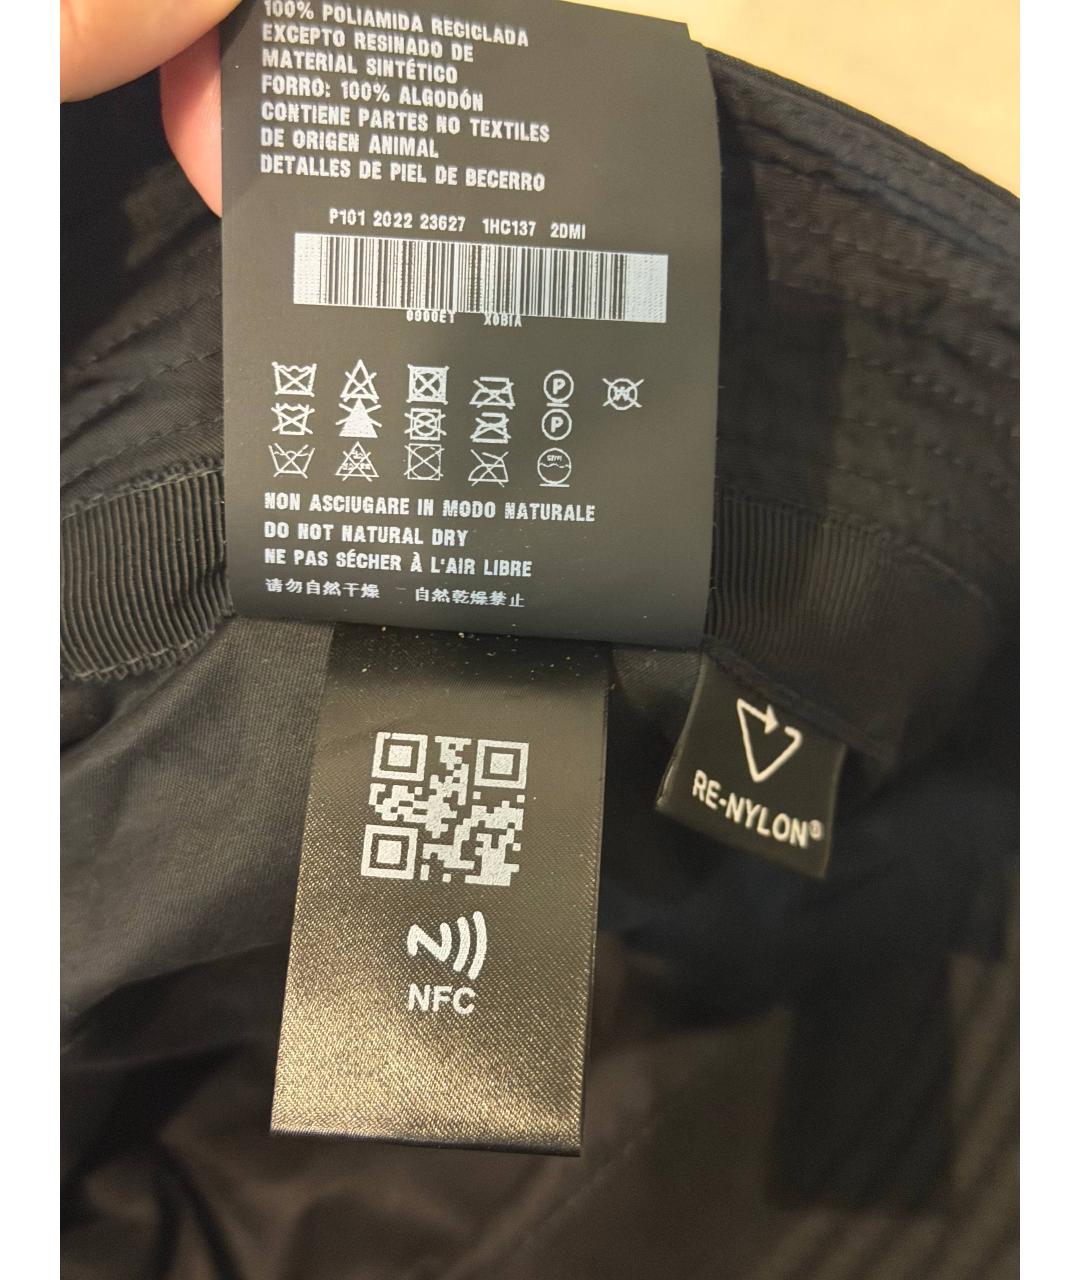 100% POLIAMIDA RECICLADA
EXCEPTO RESINADO DE
MATERIAL SINTÉTICO
FORRO: 100% ALGODÓN
CONTIENE PARTES NO TEXTILES
DE ORIGEN ANIMAL
DETALLES DE PIEL DE BECERRO
P101 2022 23627 1HC137 2DMI
P W
P
NON ASCIUGARE IN MODO NATURALE
DO NOT NATURAL DRY
NE PAS SÉCHER À L'AIR LIBRE
请勿自然干燥 自然乾燥禁止
RE-NYLON®
NFC